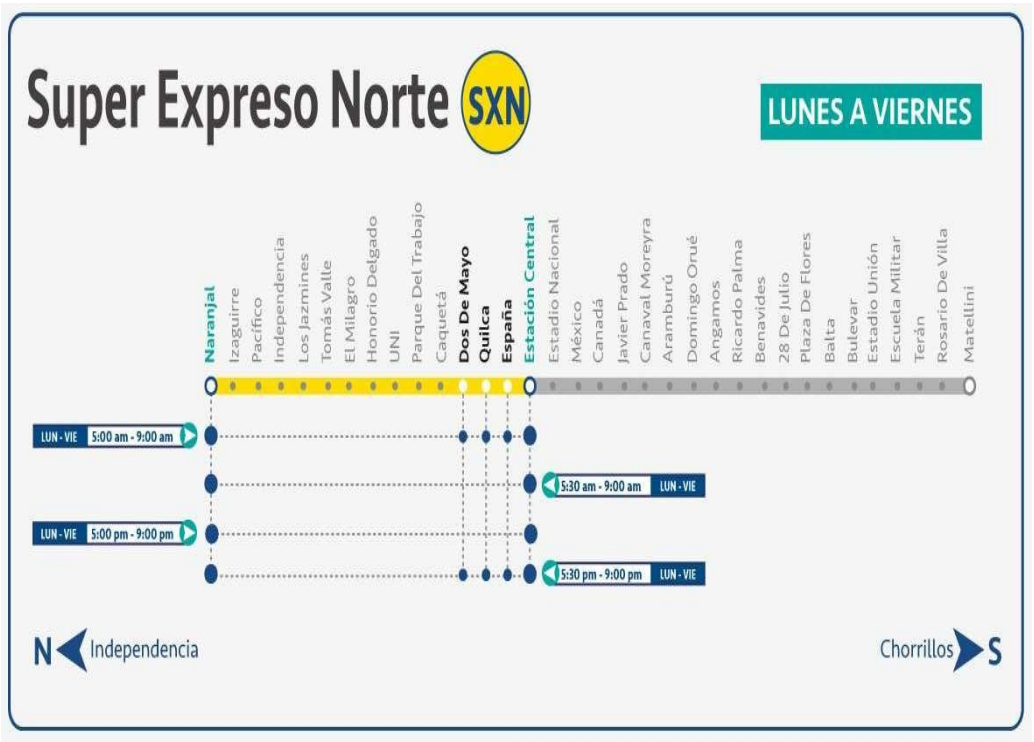 Super Expreso Norte SXN
LUNES A VIERNES
Naranjal
Izaguirre
Pacífico
Independencia
Los Jazmines
Tomás Valle
El Milagro
Honorio Delgado
UNI
Parque Del Trabajo
Caquetá
Dos De Mayo
Quilca
España
Estación Central
Estadio Nacional
México
Canadá
Javier Prado
Canaval Moreyra
Aramburú
Domingo Orué
Angamos
Ricardo Palma
Benavides
28 De Julio
Plaza De Flores
Balta
Bulevar
Estadio Unión
Escuela Militar
Terán
Rosario De Villa
Matellini
LUN - VIE 5:00 am - 9:00 am
5:30 am - 9:00 am LUN - VIE
LUN - VIE 5:00 pm - 9:00 pm
5:30 pm - 9:00 pm LUN - VIE
N Independencia
Chorrillos S